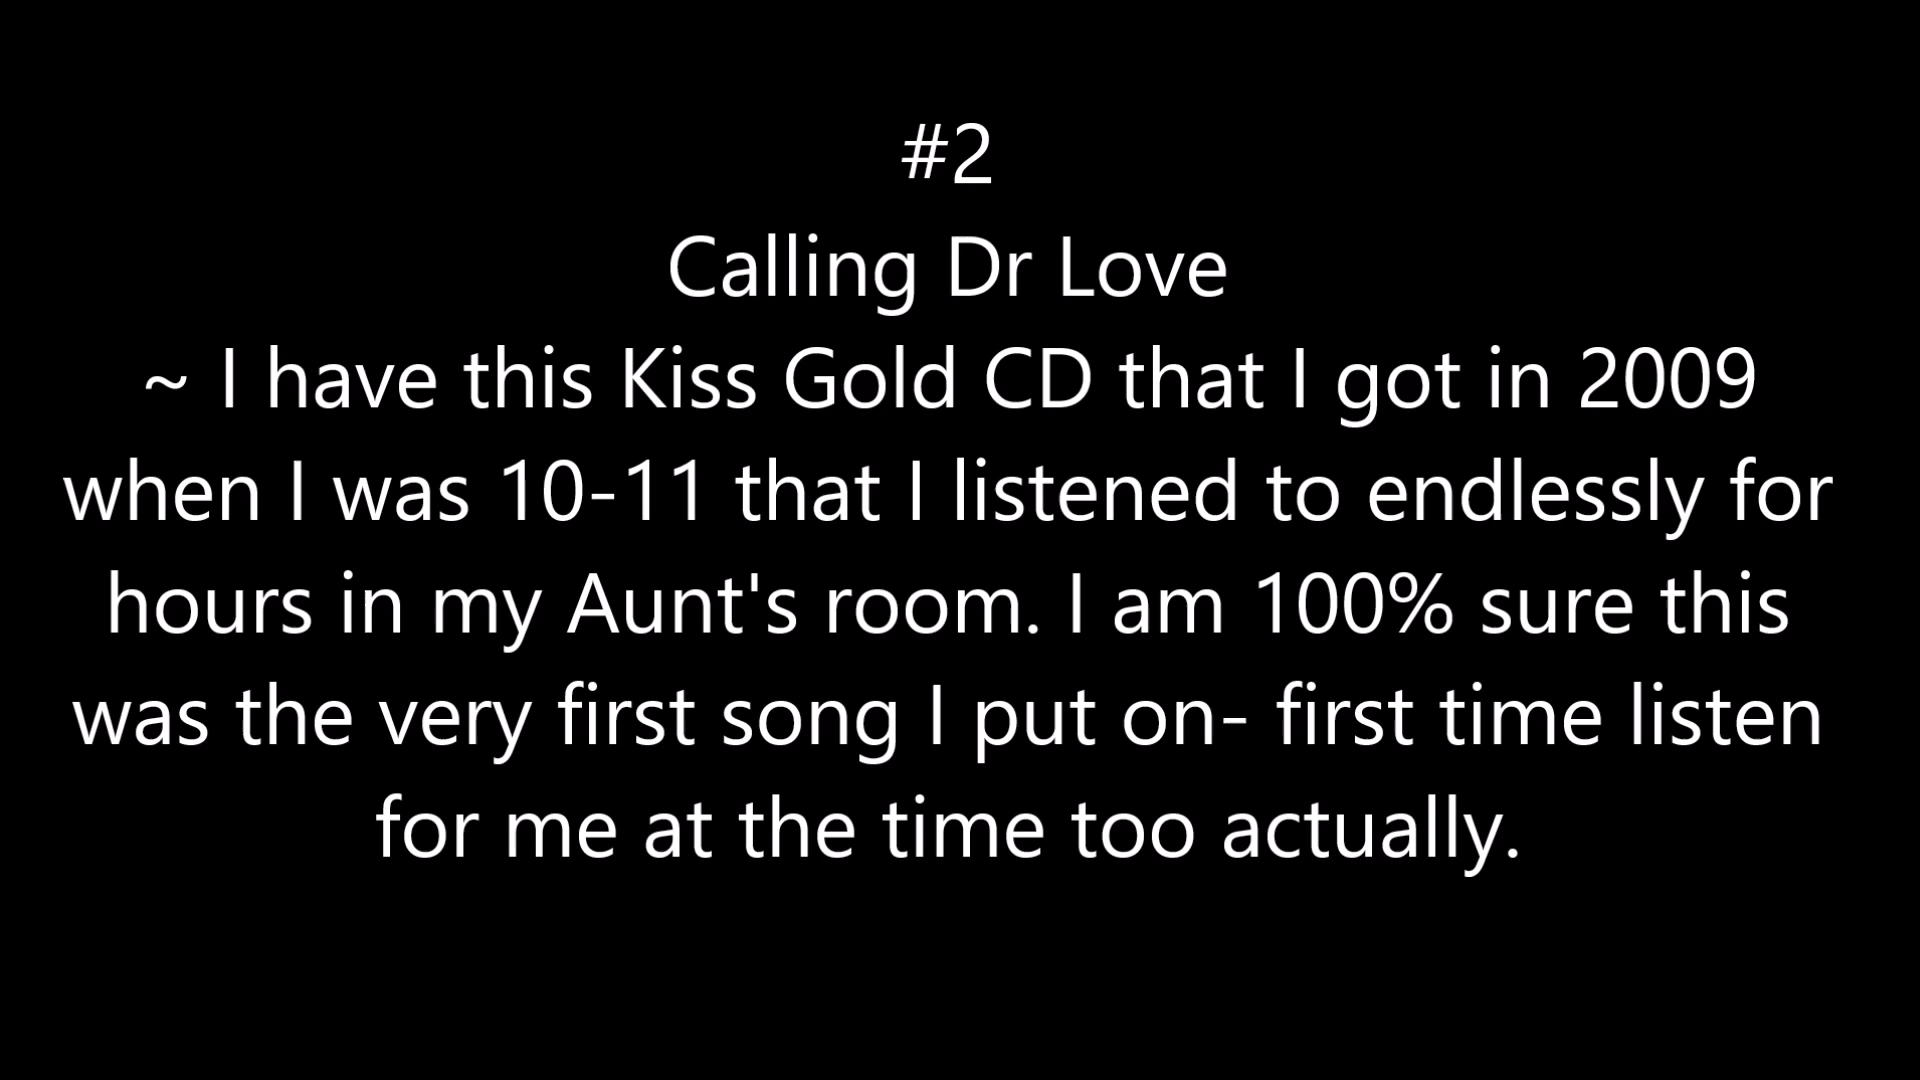 #2
Calling Dr Love
~ I have this Kiss Gold CD that I got in 2009
when I was 10-11 that I listened to endlessly for
hours in my Aunt's room. I am 100% sure this
was the very first song I put on- first time listen
for me at the time too actually.